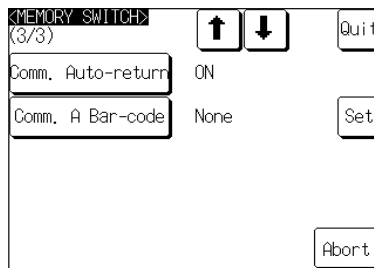 <MEMORY SWITCH>
(3/3)
Quit
Comm. Auto-return ON
Comm. A Bar-code None
Set
Abort